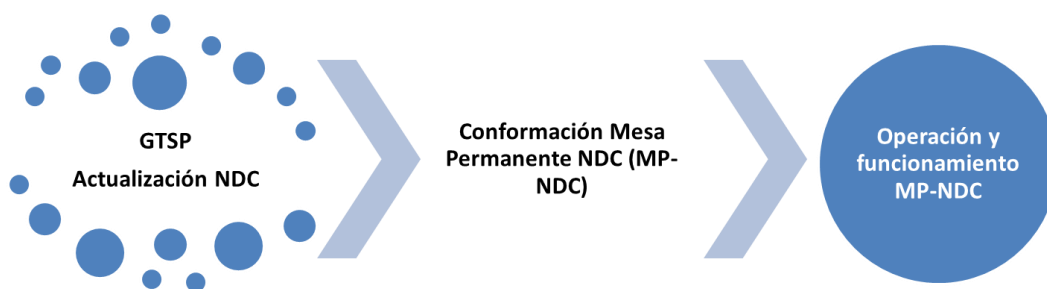 GTSP
Actualización NDC
Conformación Mesa
Permanente NDC (MP-
NDC)
Operación y
funcionamiento
MP-NDC